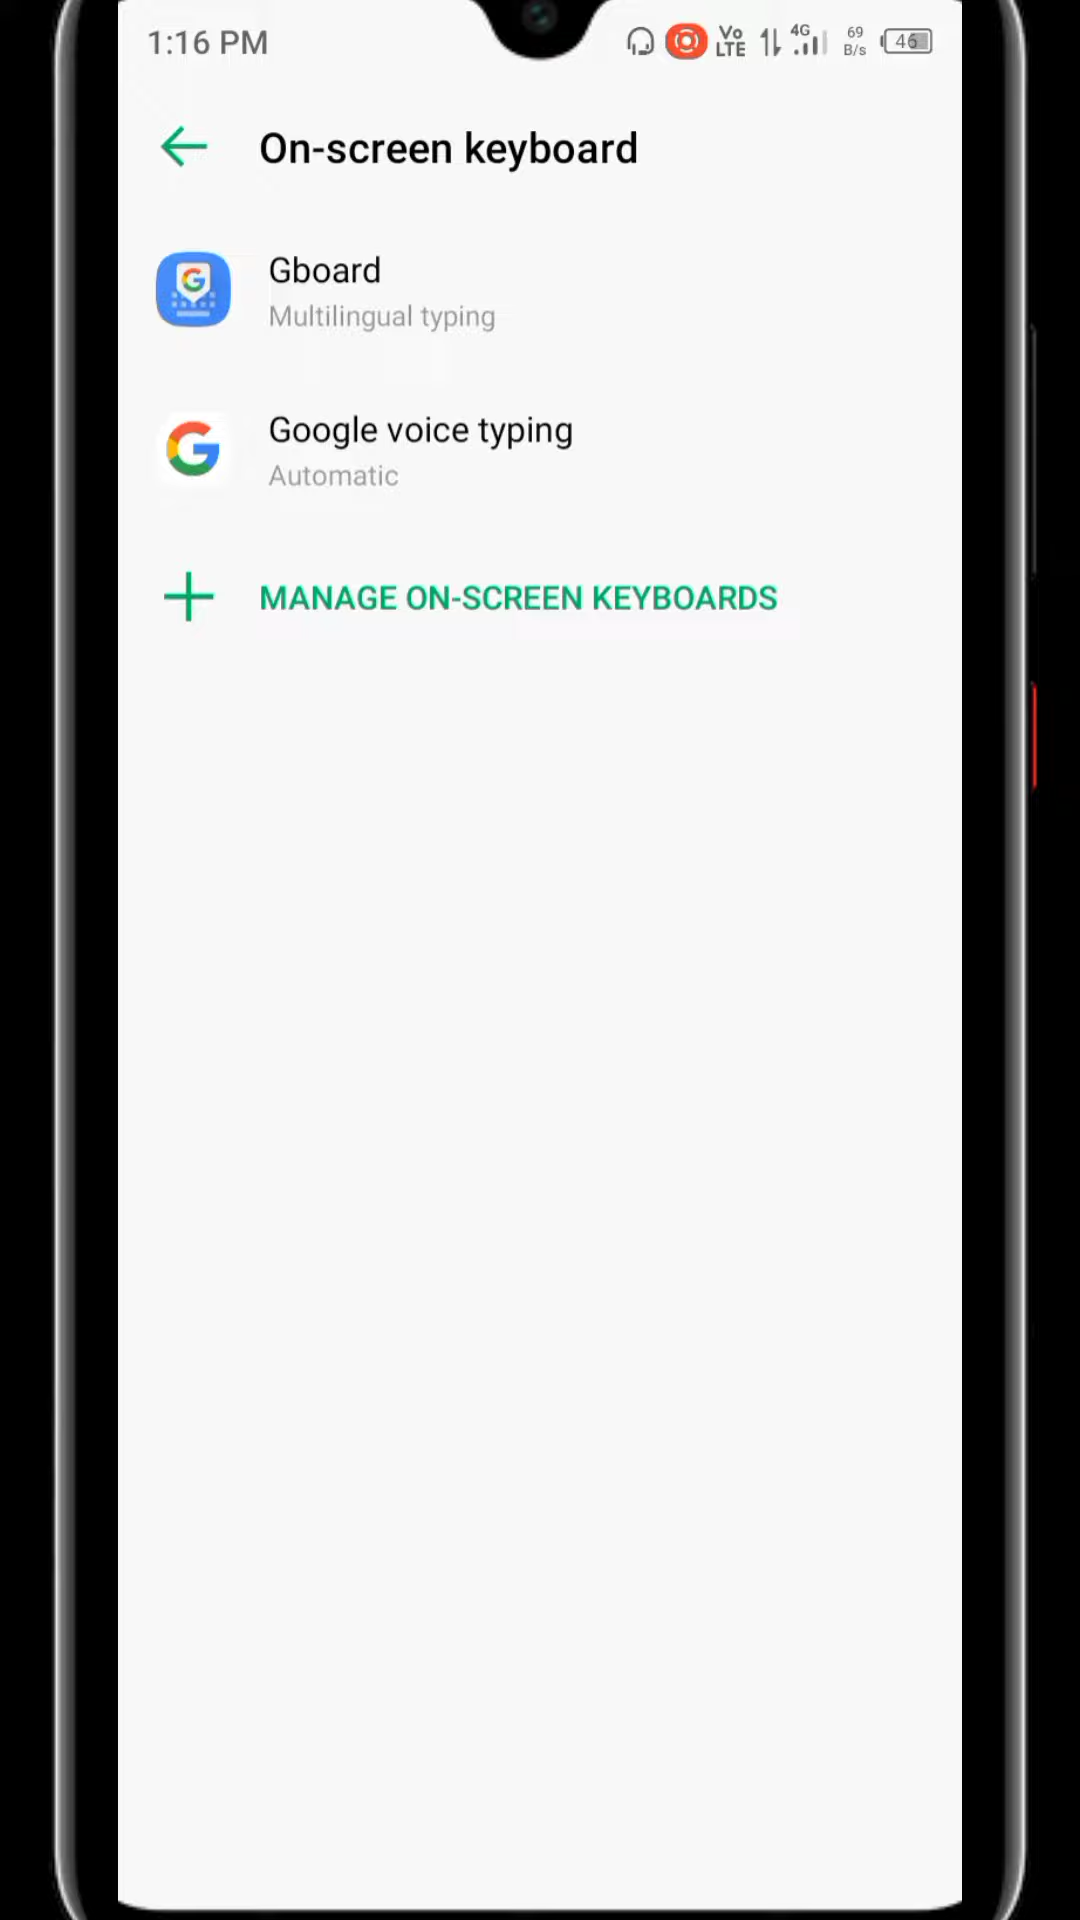 1:16 PM Vo LTE 4G 69 B/s 46
On-screen keyboard
Gboard
Multilingual typing
Google voice typing
Automatic
MANAGE ON-SCREEN KEYBOARDS